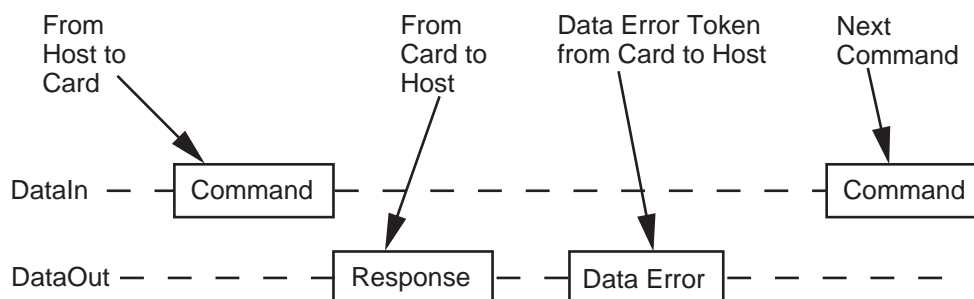 From
Host to
Card
From
Card to
Host
Data Error Token
from Card to Host
Next
Command
DataIn
Command
Command
DataOut
Response
Data Error